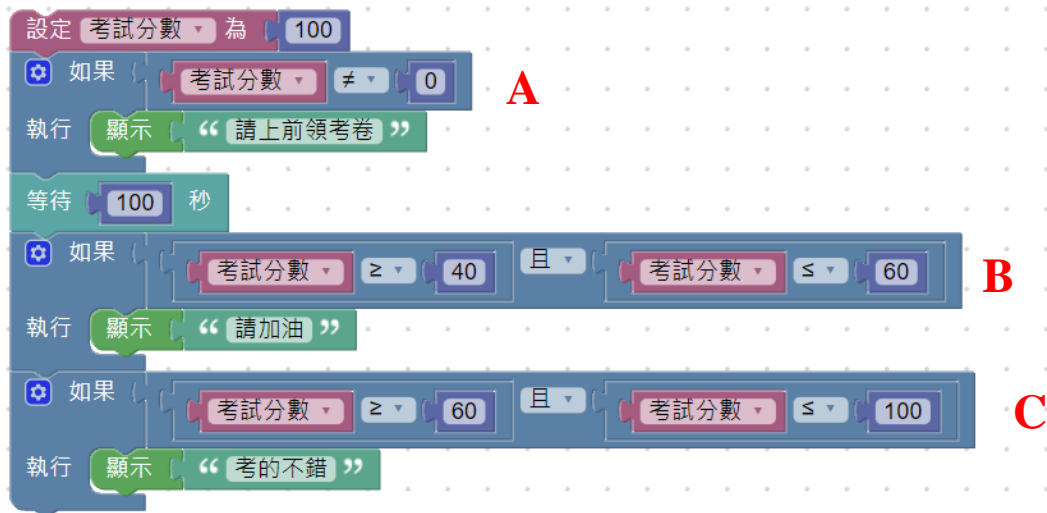 設定 考試分數 為 100
如果 考試分數 ≠ 0 A
執行 顯示 “ 請上前領考卷 ”
等待 100 秒
如果 考試分數 ≥ 40 且 考試分數 ≤ 60 B
執行 顯示 “ 請加油 ”
如果 考試分數 ≥ 60 且 考試分數 ≤ 100 C
執行 顯示 “ 考的不錯 ”